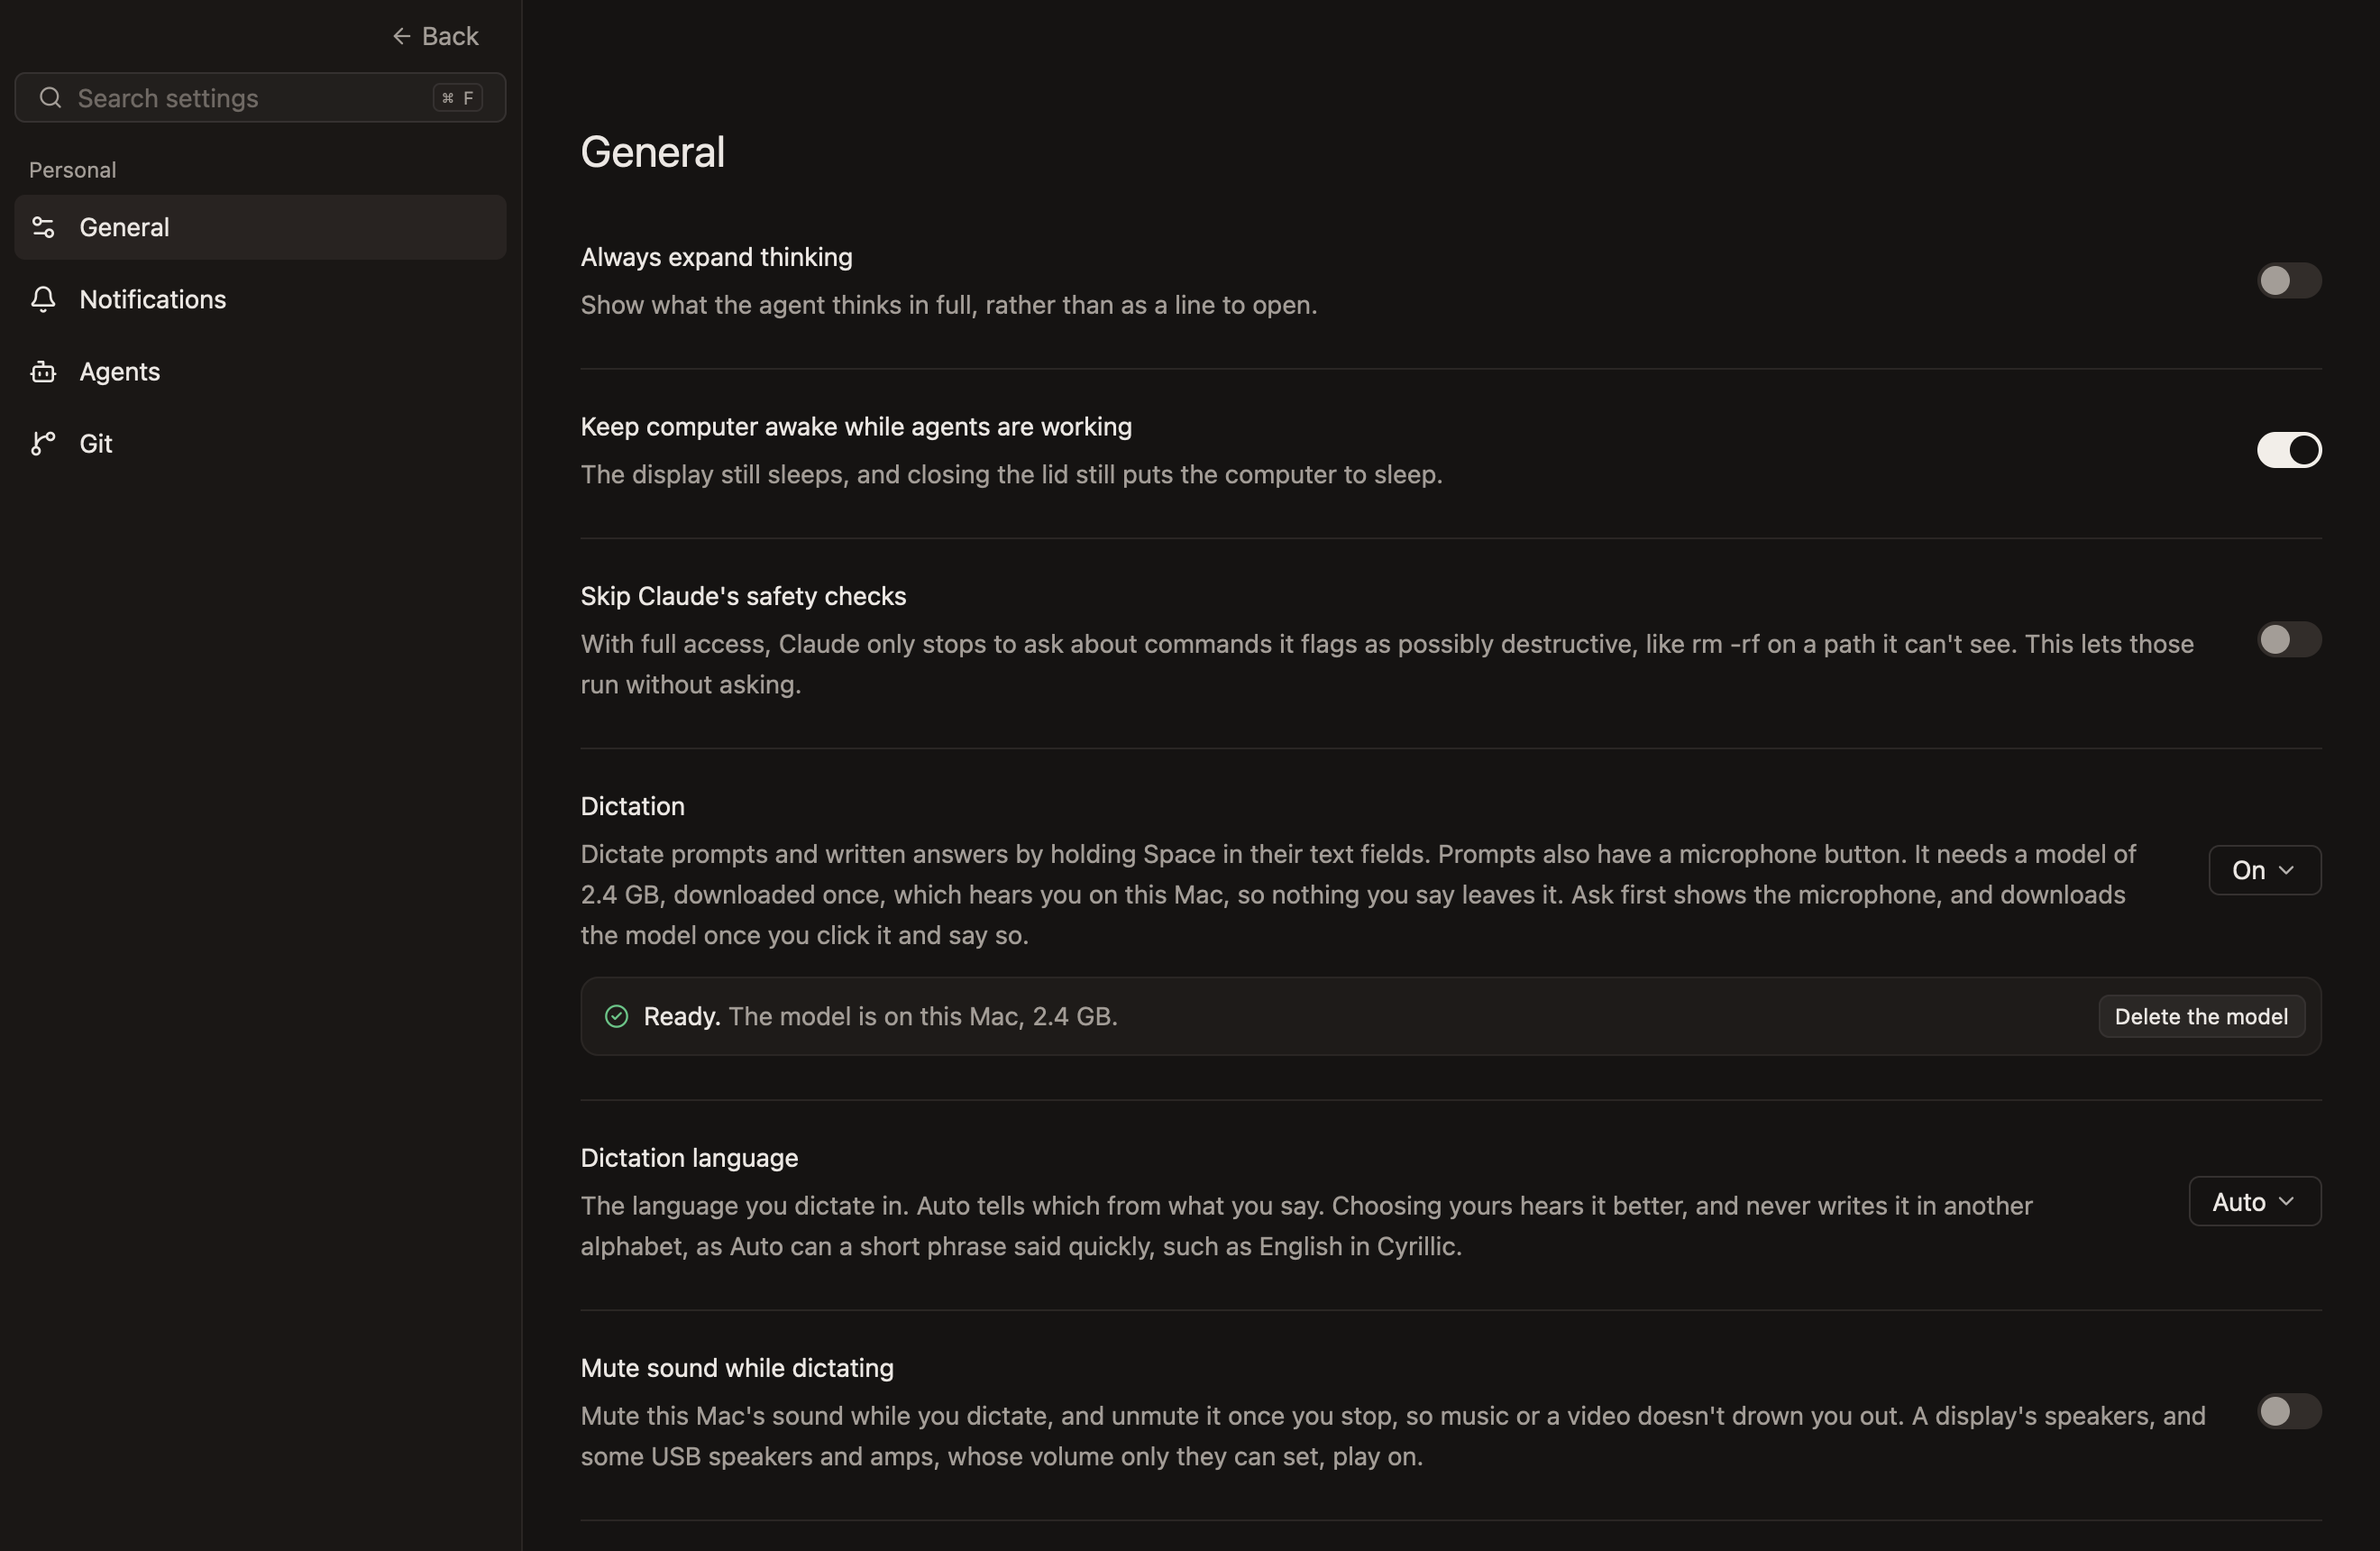 Back
Search settings
⌘ F
Personal
General
Notifications
Agents
Git
General
Always expand thinking
Show what the agent thinks in full, rather than as a line to open.
Keep computer awake while agents are working
The display still sleeps, and closing the lid still puts the computer to sleep.
Skip Claude's safety checks
With full access, Claude only stops to ask about commands it flags as possibly destructive, like rm -rf on a path it can't see. This lets those
run without asking.
Dictation
Dictate prompts and written answers by holding Space in their text fields. Prompts also have a microphone button. It needs a model of
2.4 GB, downloaded once, which hears you on this Mac, so nothing you say leaves it. Ask first shows the microphone, and downloads
the model once you click it and say so.
On
Ready. The model is on this Mac, 2.4 GB.
Delete the model
Dictation language
The language you dictate in. Auto tells which from what you say. Choosing yours hears it better, and never writes it in another
alphabet, as Auto can a short phrase said quickly, such as English in Cyrillic.
Auto
Mute sound while dictating
Mute this Mac's sound while you dictate, and unmute it once you stop, so music or a video doesn't drown you out. A display's speakers, and
some USB speakers and amps, whose volume only they can set, play on.